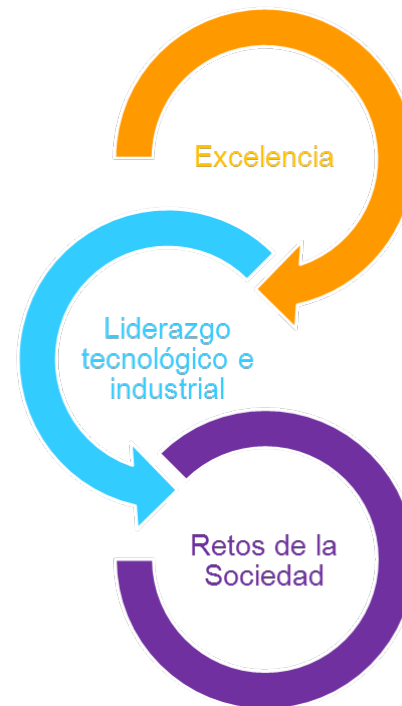 Excelencia
Liderazgo
tecnológico e
industrial
Retos de la
Sociedad